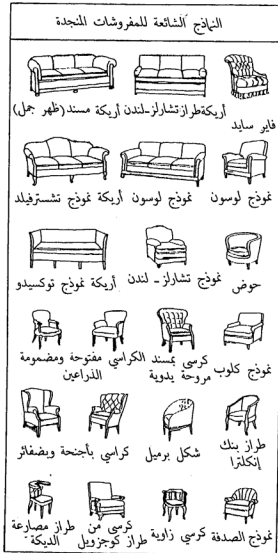 النماذج الشائعة للمفروشات المنجدة
فاير سايد
أريكة طراز تشارلز-لندن
أريكة مسند (ظهر جمل)
نموذج لوسون
نموذج لوسون
أريكة نموذج تشسترفيلد
حوض
نموذج تشارلز - لندن
أريكة نموذج توكسيدو
نموذج كلوب
كرسى بمسند
مروحة يدوية
الكراسي مفتوحة ومضمومة
الذراعين
طراز بنك
إنكلترا
شكل برميل
كراسي بأجنحة وبضفائر
نموذج الصدفة
كرسي زاوية
كرسى من
طراز كوجزويل
طراز مصارعة
الديكة